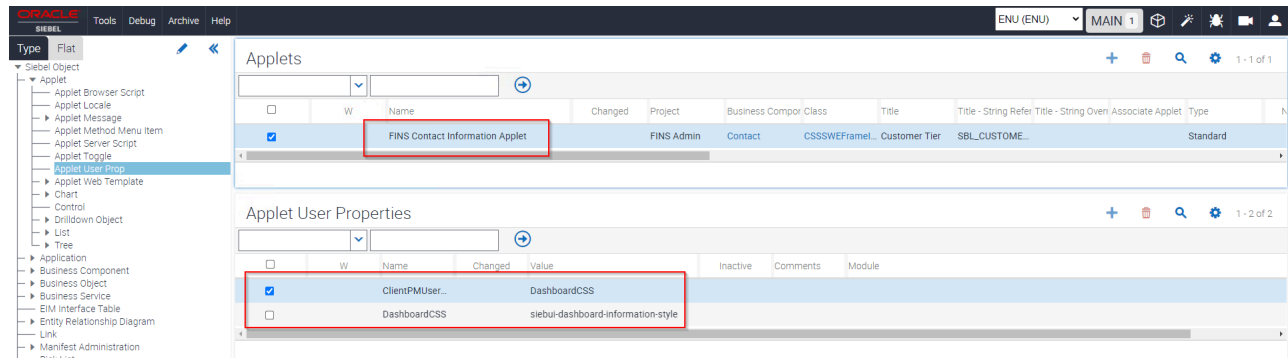 ORACLE
SIEBEL
Tools Debug Archive Help
ENU (ENU)
MAIN 1
Type Flat
Siebel Object
Applet
Applet Browser Script
Applet Locale
Applet Message
Applet Method Menu Item
Applet Server Script
Applet Toggle
Applet User Prop
Applet Web Template
Chart
Control
Drilldown Object
List
Tree
Application
Business Component
Business Object
Business Service
EIM Interface Table
Entity Relationship Diagram
Link
Manifest Administration
Applets
1 - 1 of 1
W Name Changed Project Business Compor Class Title Title - String Refer Title - String Overr Associate Applet Type N
FINS Contact Information Applet FINS Admin Contact CSSSWEFramel... Customer Tier SBL_CUSTOME... Standard
Applet User Properties
1 - 2 of 2
W Name Changed Value Inactive Comments Module
ClientPMUser... DashboardCSS
DashboardCSS siebui-dashboard-information-style